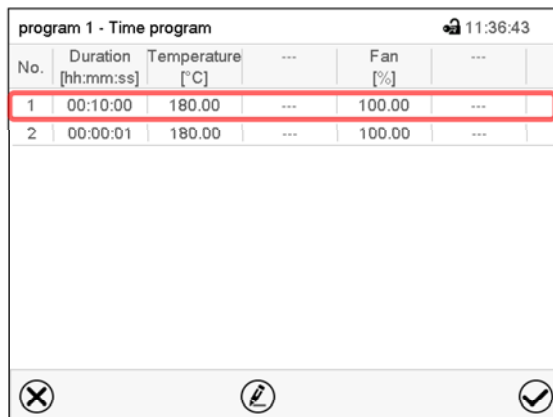 program 1 - Time program 11:36:43
No. Duration [hh:mm:ss] Temperature [°C] --- Fan [%] ---
1 00:10:00 180.00 --- 100.00 ---
2 00:00:01 180.00 --- 100.00 ---